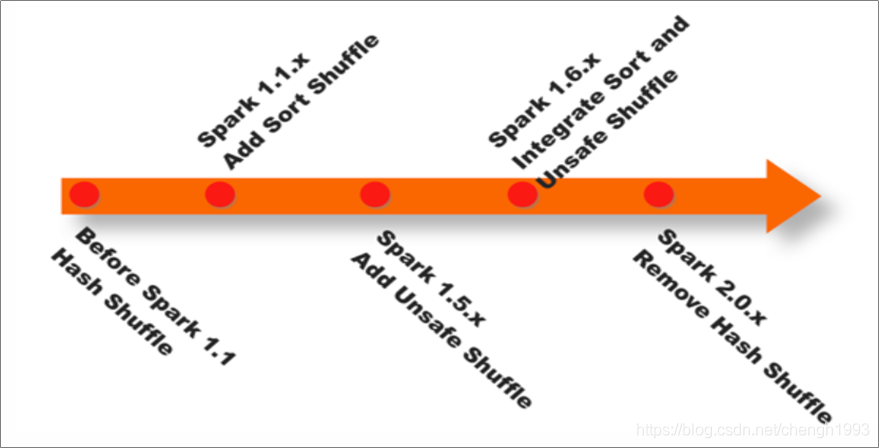 Before Spark 1.1
Hash Shuffle
Spark 1.1.x
Add Sort Shuffle
Spark 1.5.x
Add Unsafe Shuffle
Spark 1.6.x
Integrate Sort and
Unsafe Shuffle
Spark 2.0.x
Remove Hash Shuffle
https://blog.csdn.net/chengh1993